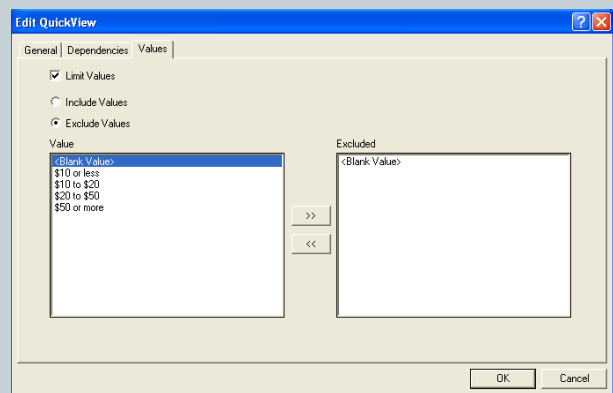 Edit QuickView
General Dependencies Values
Limit Values
Include Values
Exclude Values
Value
<Blank Value>
$10 or less
$10 to $20
$20 to $50
$50 or more
>>
<<
Excluded
<Blank Value>
OK Cancel